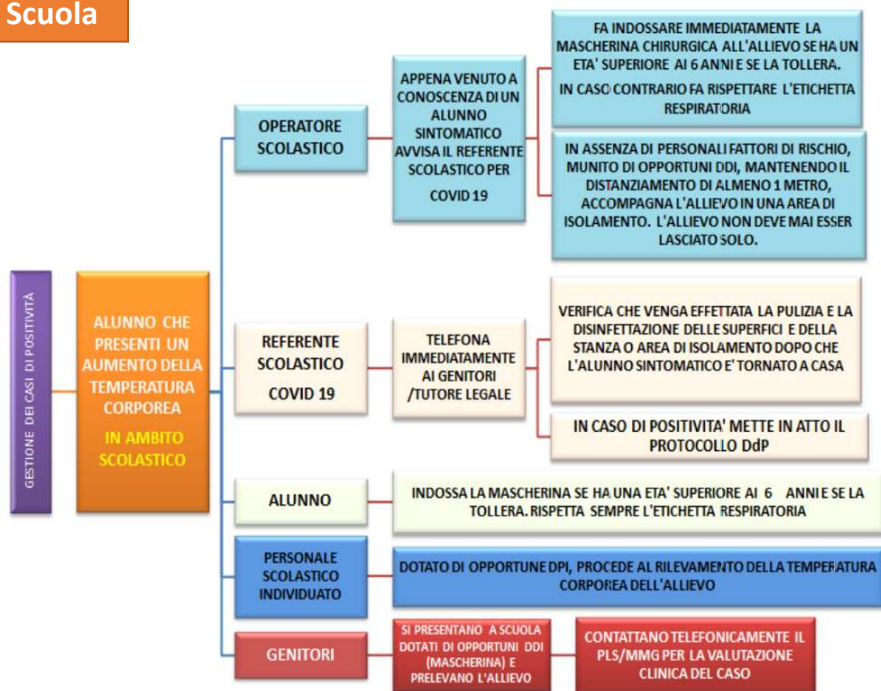 Scuola
GESTIONE DEI CASI DI POSITIVITÀ
ALUNNO CHE
PRESENTI UN
AUMENTO DELLA
TEMPERATURA
CORPOREA
IN AMBITO
SCOLASTICO
OPERATORE
SCOLASTICO
APPENA VENUTO A
CONOSCENZA DI UN
ALUNNO
SINTOMATICO
AVVISA IL REFERENTE
SCOLASTICO PER
COVID 19
FA INDOSSARE IMMEDIATAMENTE LA
MASCHERINA CHIRURGICA ALL'ALLIEVO SE HA UN
ETA' SUPERIORE AI 6 ANNI E SE LA TOLLERA.
IN CASO CONTRARIO FA RISPETTARE L'ETICHETTA
RESPIRATORIA
IN ASSENZA DI PERSONALI FATTORI DI RISCHIO,
MUNITO DI OPPORTUNI DDI, MANTENENDO IL
DISTANZIAMENTO DI ALMENO 1 METRO,
ACCOMPAGNA L'ALLIEVO IN UNA AREA DI
ISOLAMENTO. L'ALLIEVO NON DEVE MAI ESSER
LASCIATO SOLO.
REFERENTE
SCOLASTICO
COVID 19
TELEFONA
IMMEDIATAMENTE
AI GENITORI
/TUTORE LEGALE
VERIFICA CHE VENGA EFFETTATA LA PULIZIA E LA
DISINFETTAZIONE DELLE SUPERFICI E DELLA
STANZA O AREA DI ISOLAMENTO DOPO CHE
L'ALUNNO SINTOMATICO E' TORNATO A CASA
IN CASO DI POSITIVITA' METTE IN ATTO IL
PROTOCOLLO DdP
ALUNNO
INDOSSA LA MASCHERINA SE HA UNA ETA' SUPERIORE AI 6 ANNI E SE LA
TOLLERA. RISPETTA SEMPRE L'ETICHETTA RESPIRATORIA
PERSONALE
SCOLASTICO
INDIVIDUATO
DOTATO DI OPPORTUNE DPI, PROCEDE AL RILEVAMENTO DELLA TEMPERATURA
CORPOREA DELL'ALLIEVO
GENITORI
SI PRESENTANO A SCUOLA
DOTATI DI OPPORTUNI DDI
(MASCHERINA) E
PRELEVANO L'ALLIEVO
CONTATTANO TELEFONICAMENTE IL
PLS/MMG PER LA VALUTAZIONE
CLINICA DEL CASO